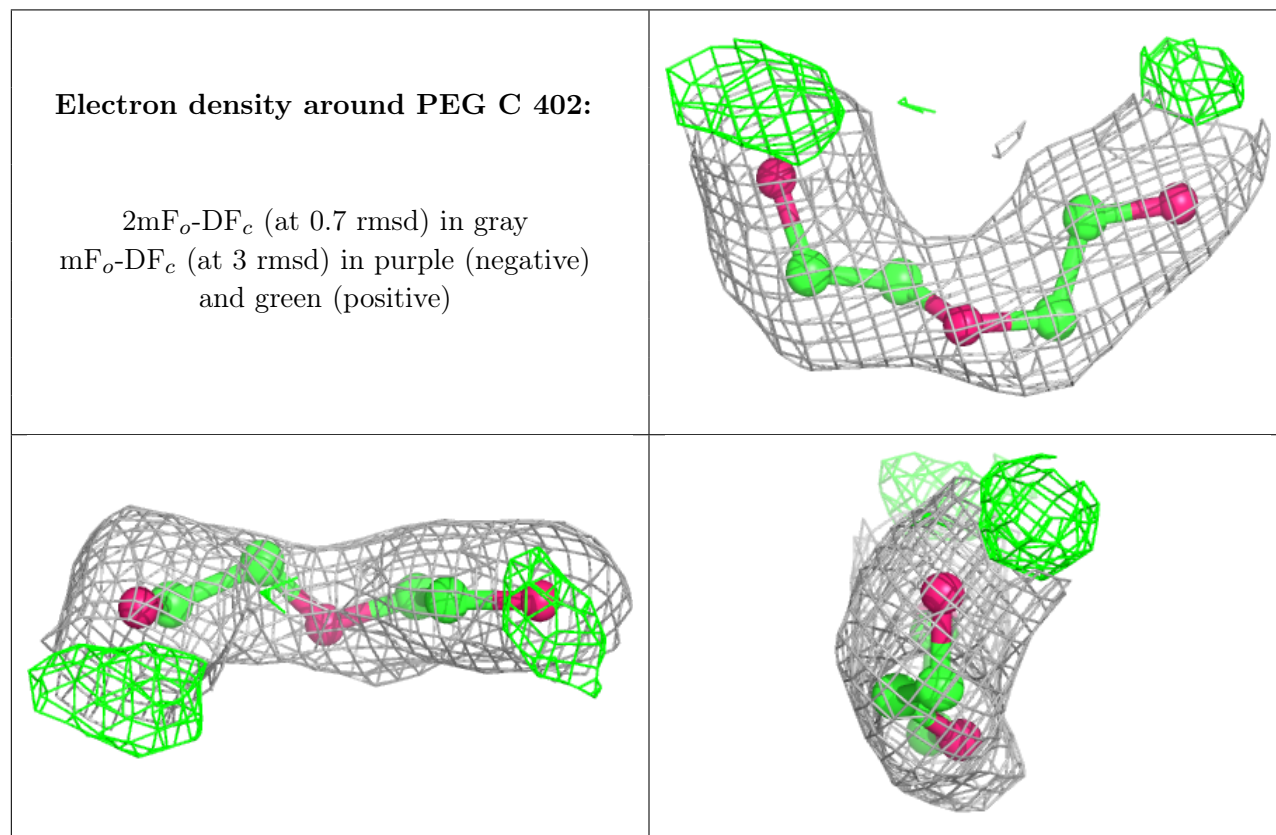 Electron density around PEG C 402:
2mFo-DFc (at 0.7 rmsd) in gray
mFo-DFc (at 3 rmsd) in purple (negative)
and green (positive)